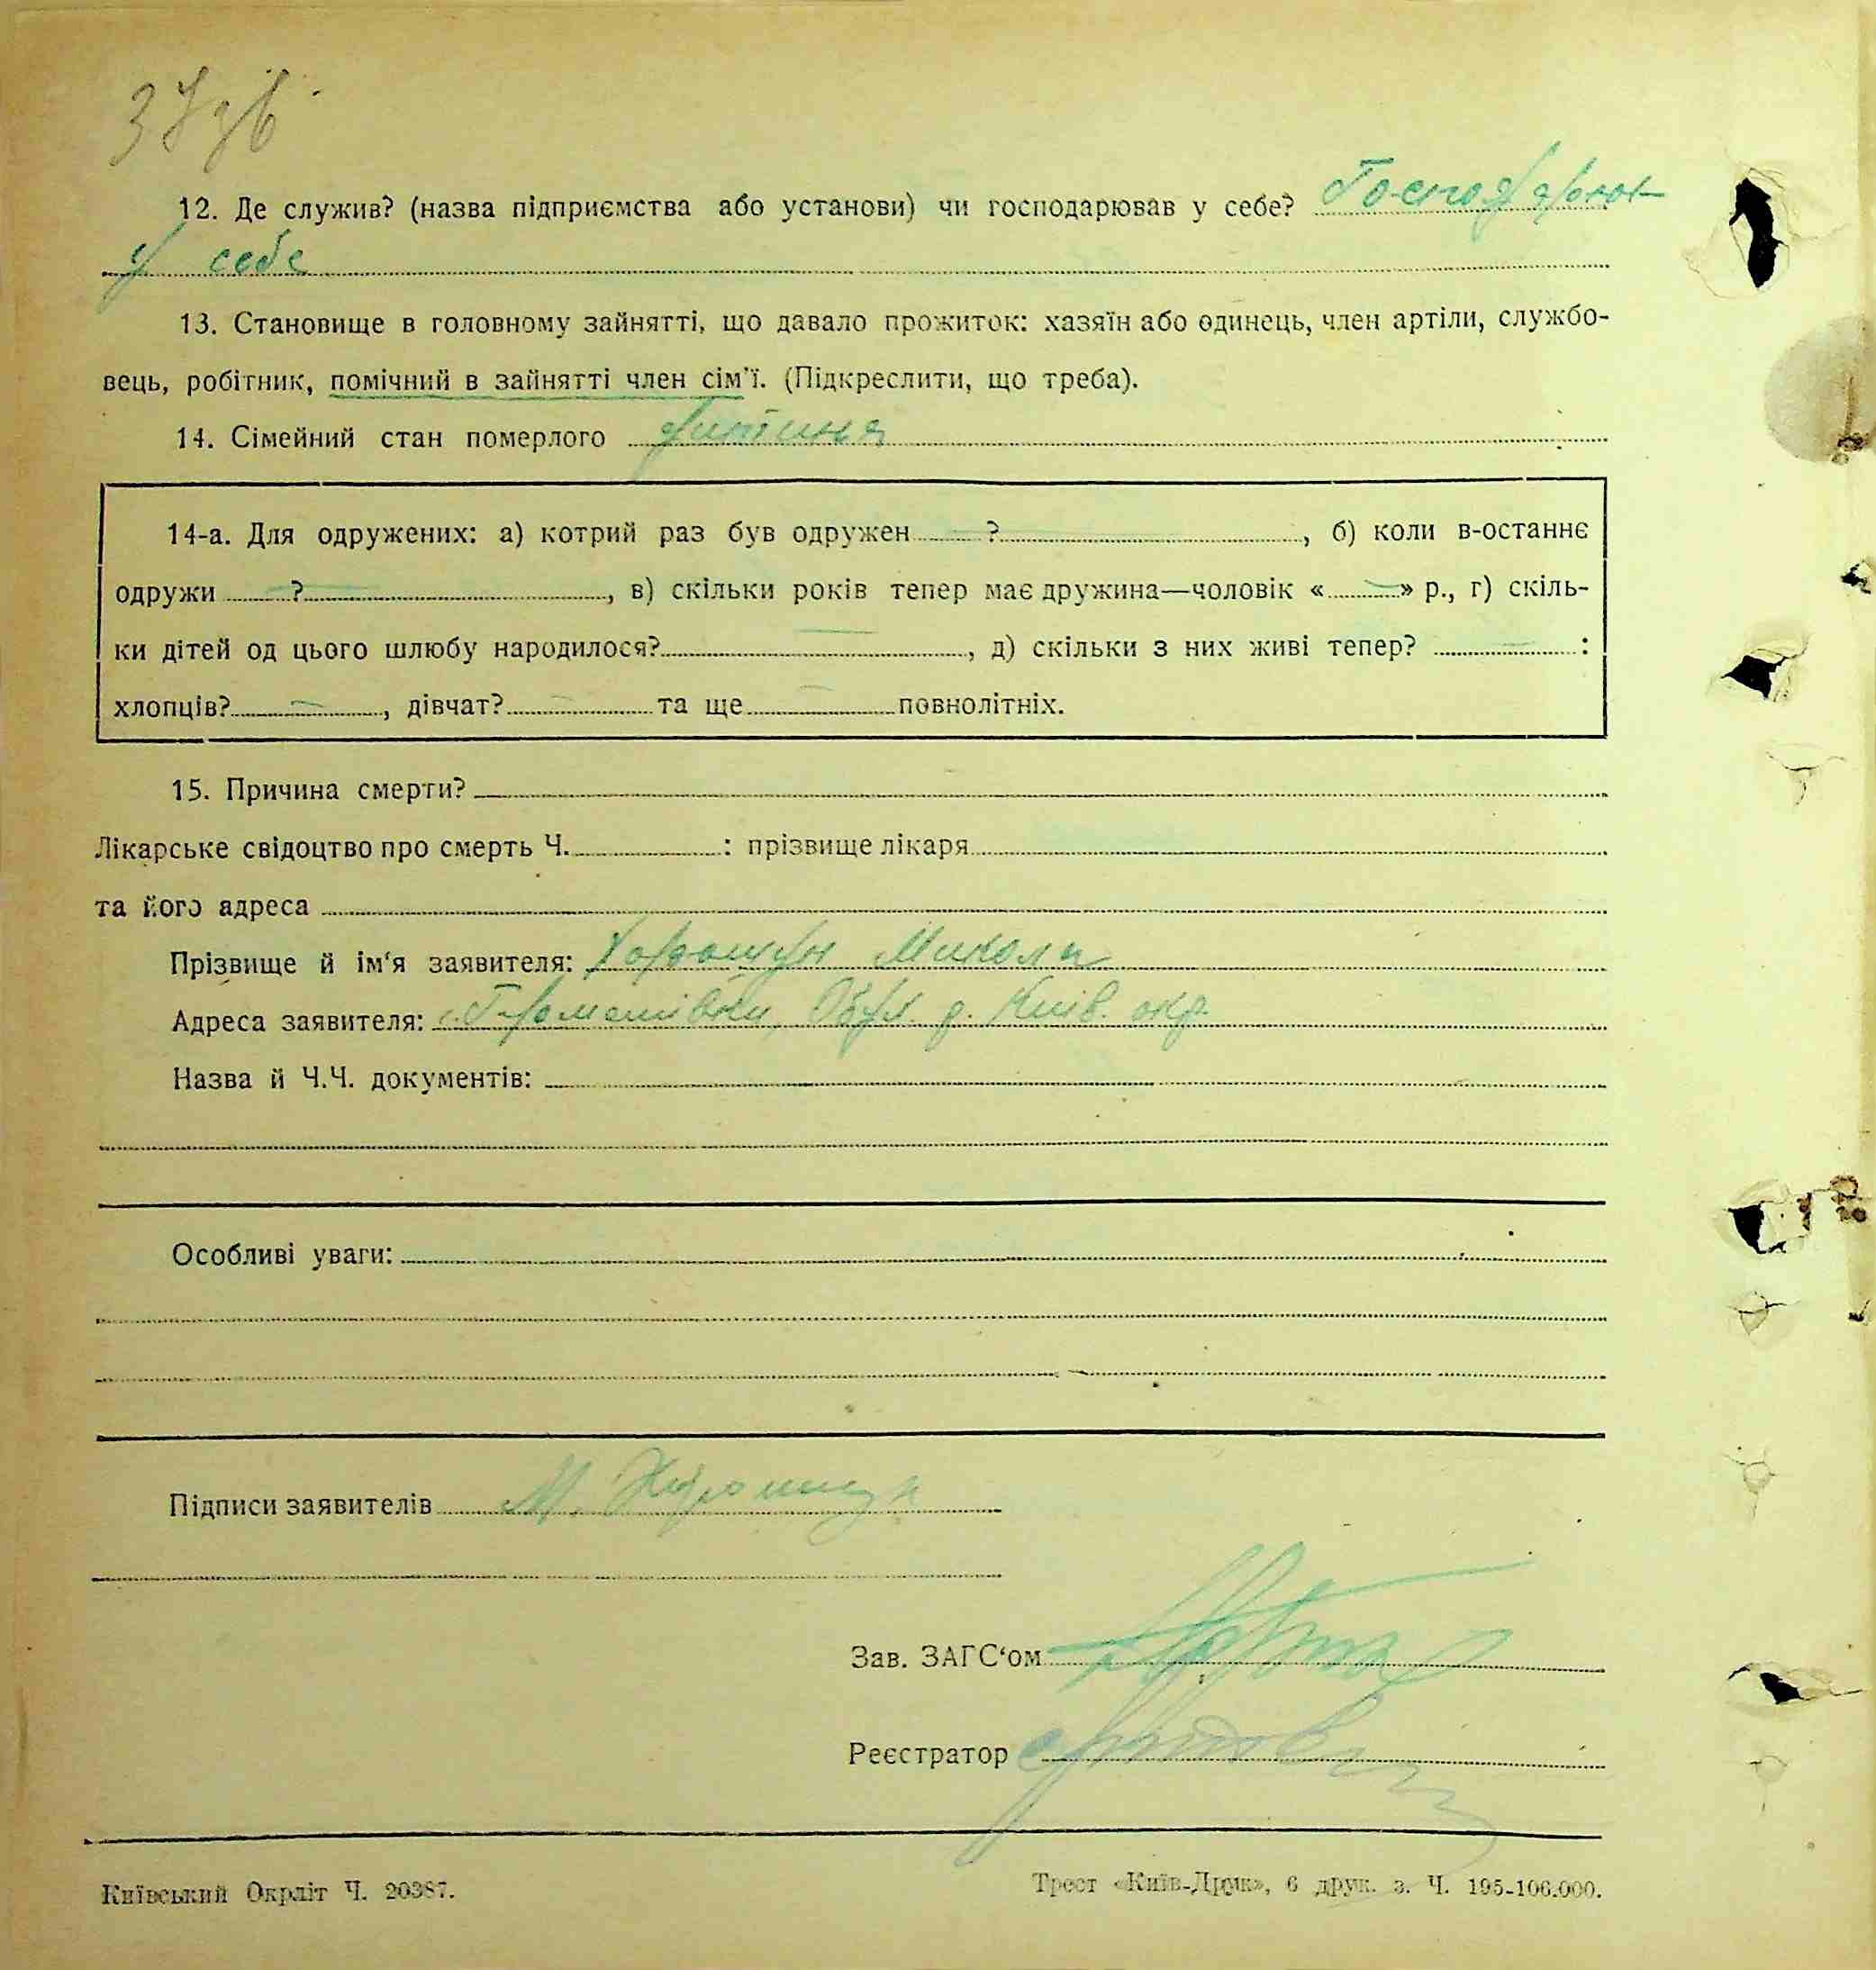 37зв
12. Де служив? (назва підприємства або установи) чи господарював у себе? Господарює
у себе
13. Становище в головному зайнятті, що давало прожиток: хазяїн або одинець, член артіли, службо-
вець, робітник, помічний в зайнятті член сім'ї. (Підкреслити, що треба).
14. Сімейний стан померлого дитина
14-а. Для одружених: а) котрий раз був одружен — ?, б) коли в-останнє
одружи — ?, в) скільки років тепер має дружина—чоловік « — » р., г) скіль-
ки дітей од цього шлюбу народилося? —, д) скільки з них живі тепер? — :
хлопців? —, дівчат? — та ще — повнолітніх.
15. Причина смерти?
Лікарське свідоцтво про смерть Ч. : прізвище лікаря
та його адреса
Прізвище й ім'я заявителя: Хорошун Микола
Адреса заявителя: Обух. р. Київ. окр.
Назва й Ч.Ч. документів:
Особливі уваги:
Підписи заявителів М. Хорошун
Зав. ЗАГС'ом
Реєстратор
Київський Окрліт Ч. 20387.
Трест «Київ-Друк», 6 друк. з. Ч. 195-106.000.